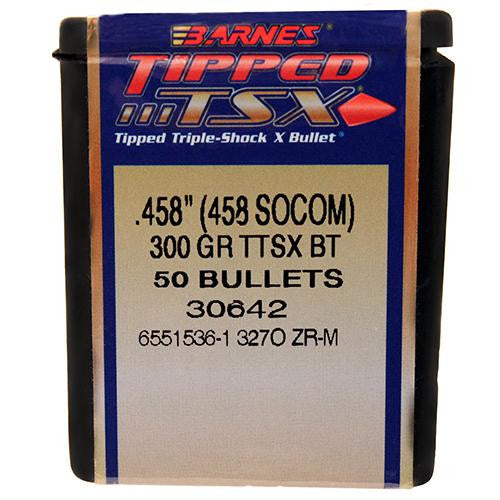 BARNES
TIPPED
TSX
Tipped Triple-Shock X Bullet®
.458" (458 SOCOM)
300 GR TTSX BT
50 BULLETS
30642
6551536-1 327O ZR-M